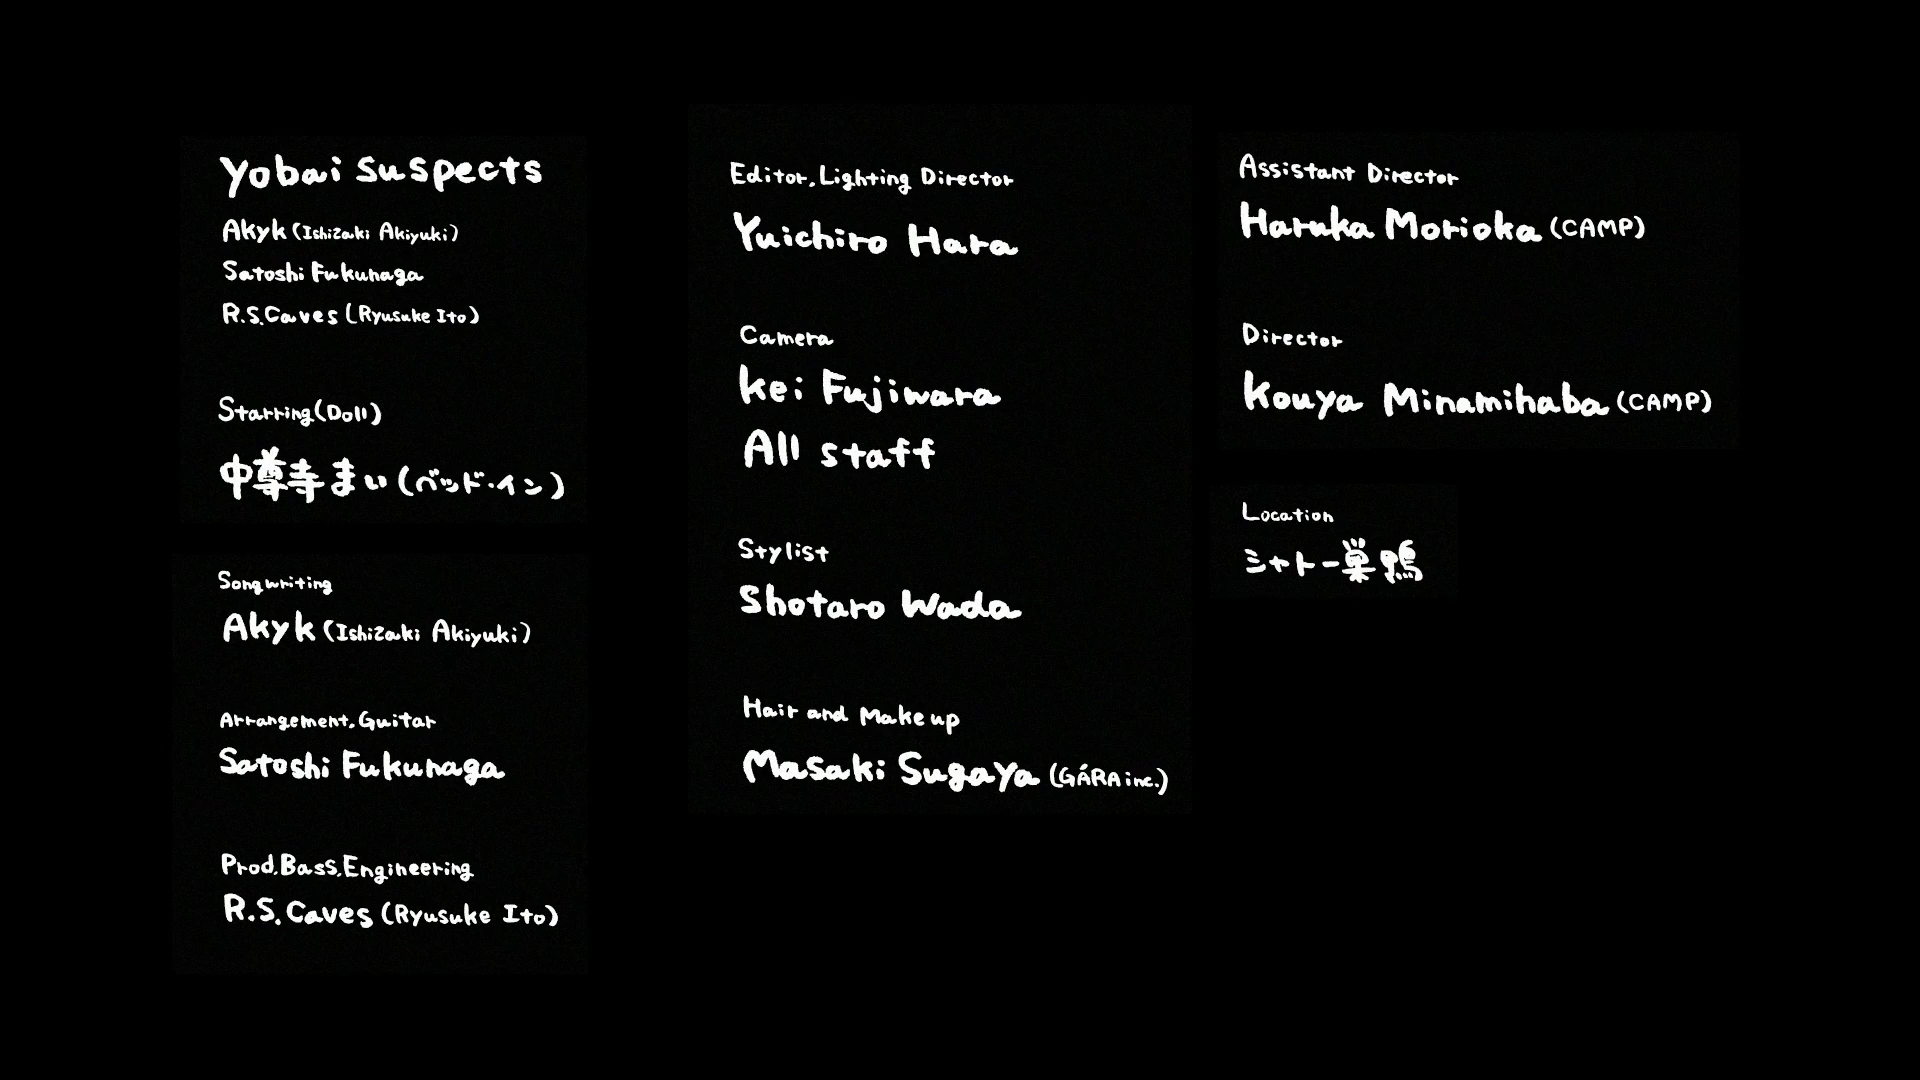 Yobai suspects
Akyk (Ishizaki Akiyuki)
Satoshi Fukunaga
R.S.Caves (Ryusuke Ito)
Starring (Doll)
中尊寺まい (ベッド・イン)
Songwriting
Akyk (Ishizaki Akiyuki)
Arrangement, Guitar
Satoshi Fukunaga
Prod, Bass, Engineering
R.S. Caves (Ryusuke Ito)
Editor, Lighting Director
Yuichiro Hara
Camera
kei Fujiwara
All staff
Stylist
Shotaro Wada
Hair and Make up
Masaki Sugaya (GÁRA inc.)
Assistant Director
Haruka Morioka (CAMP)
Director
Kouya Minamihaba (CAMP)
Location
シャトー巣鴨